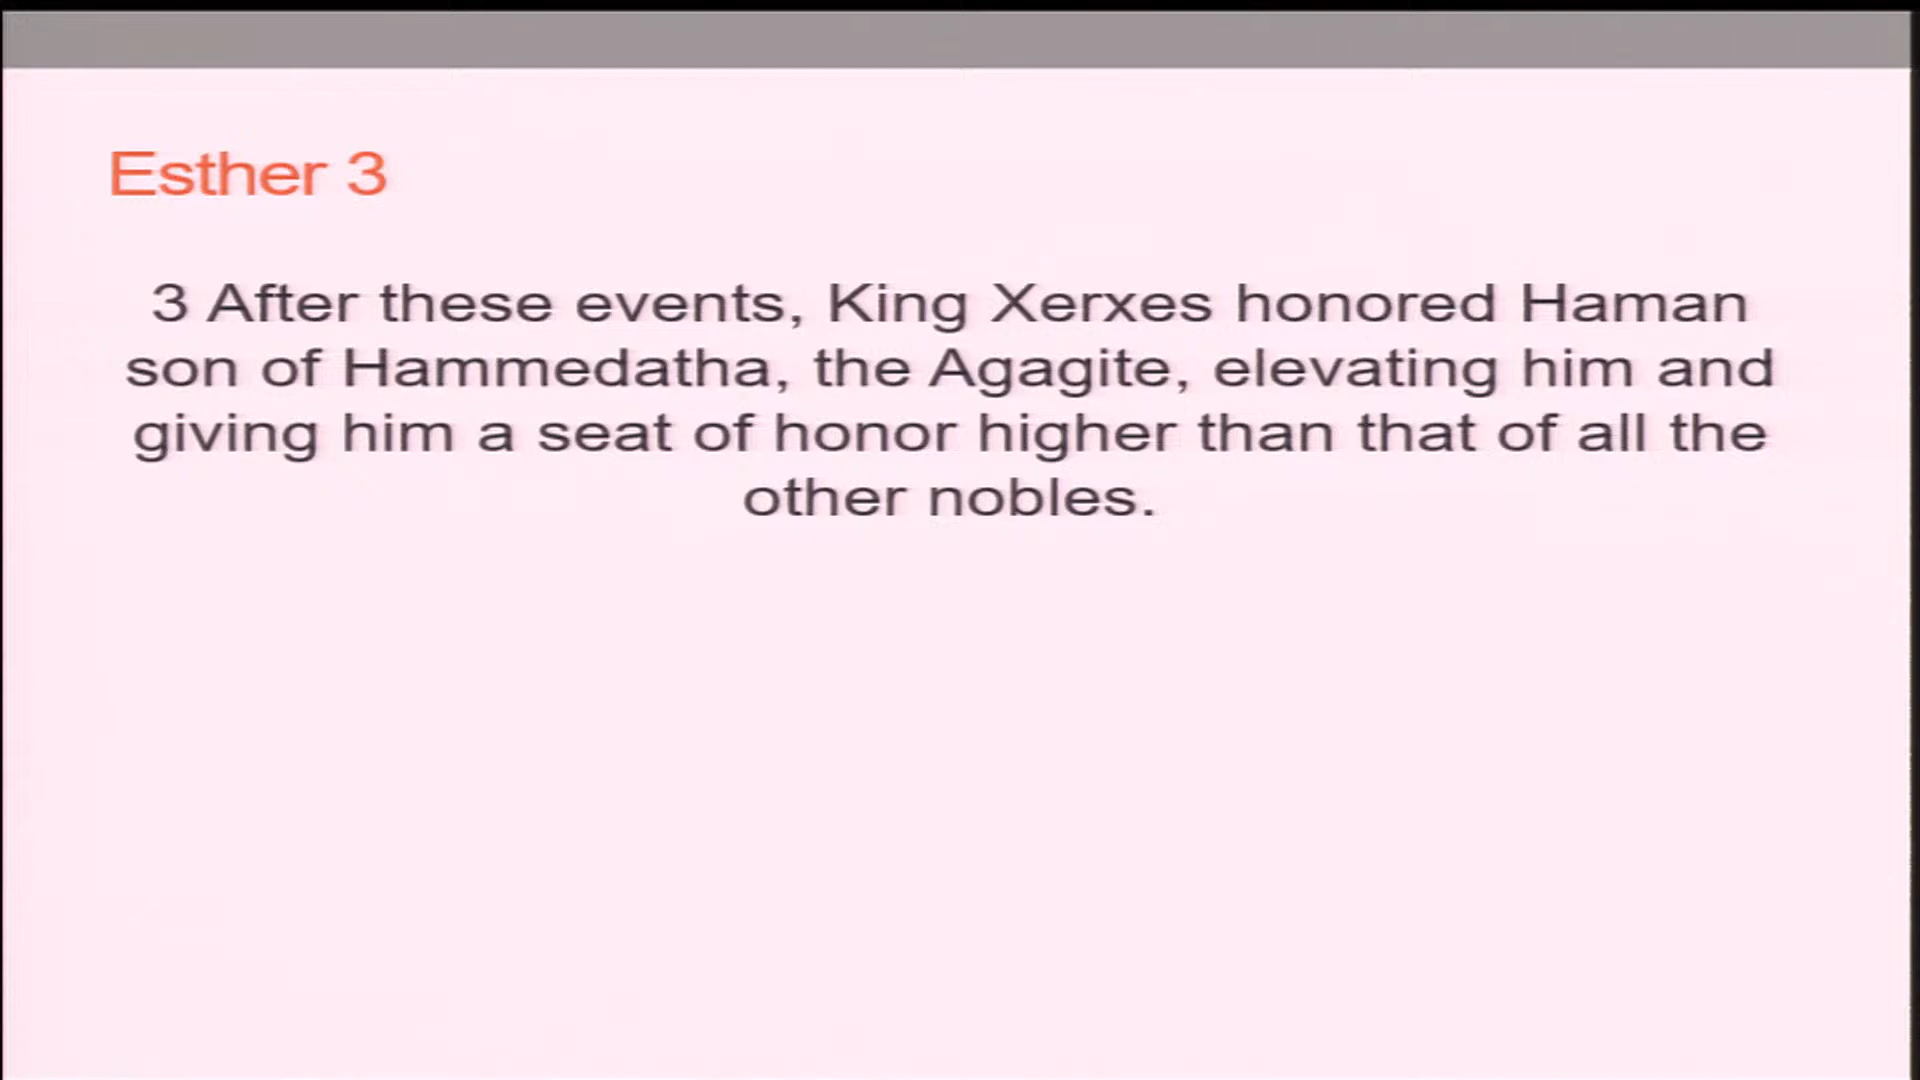 Esther 3
3 After these events, King Xerxes honored Haman
son of Hammedatha, the Agagite, elevating him and
giving him a seat of honor higher than that of all the
other nobles.